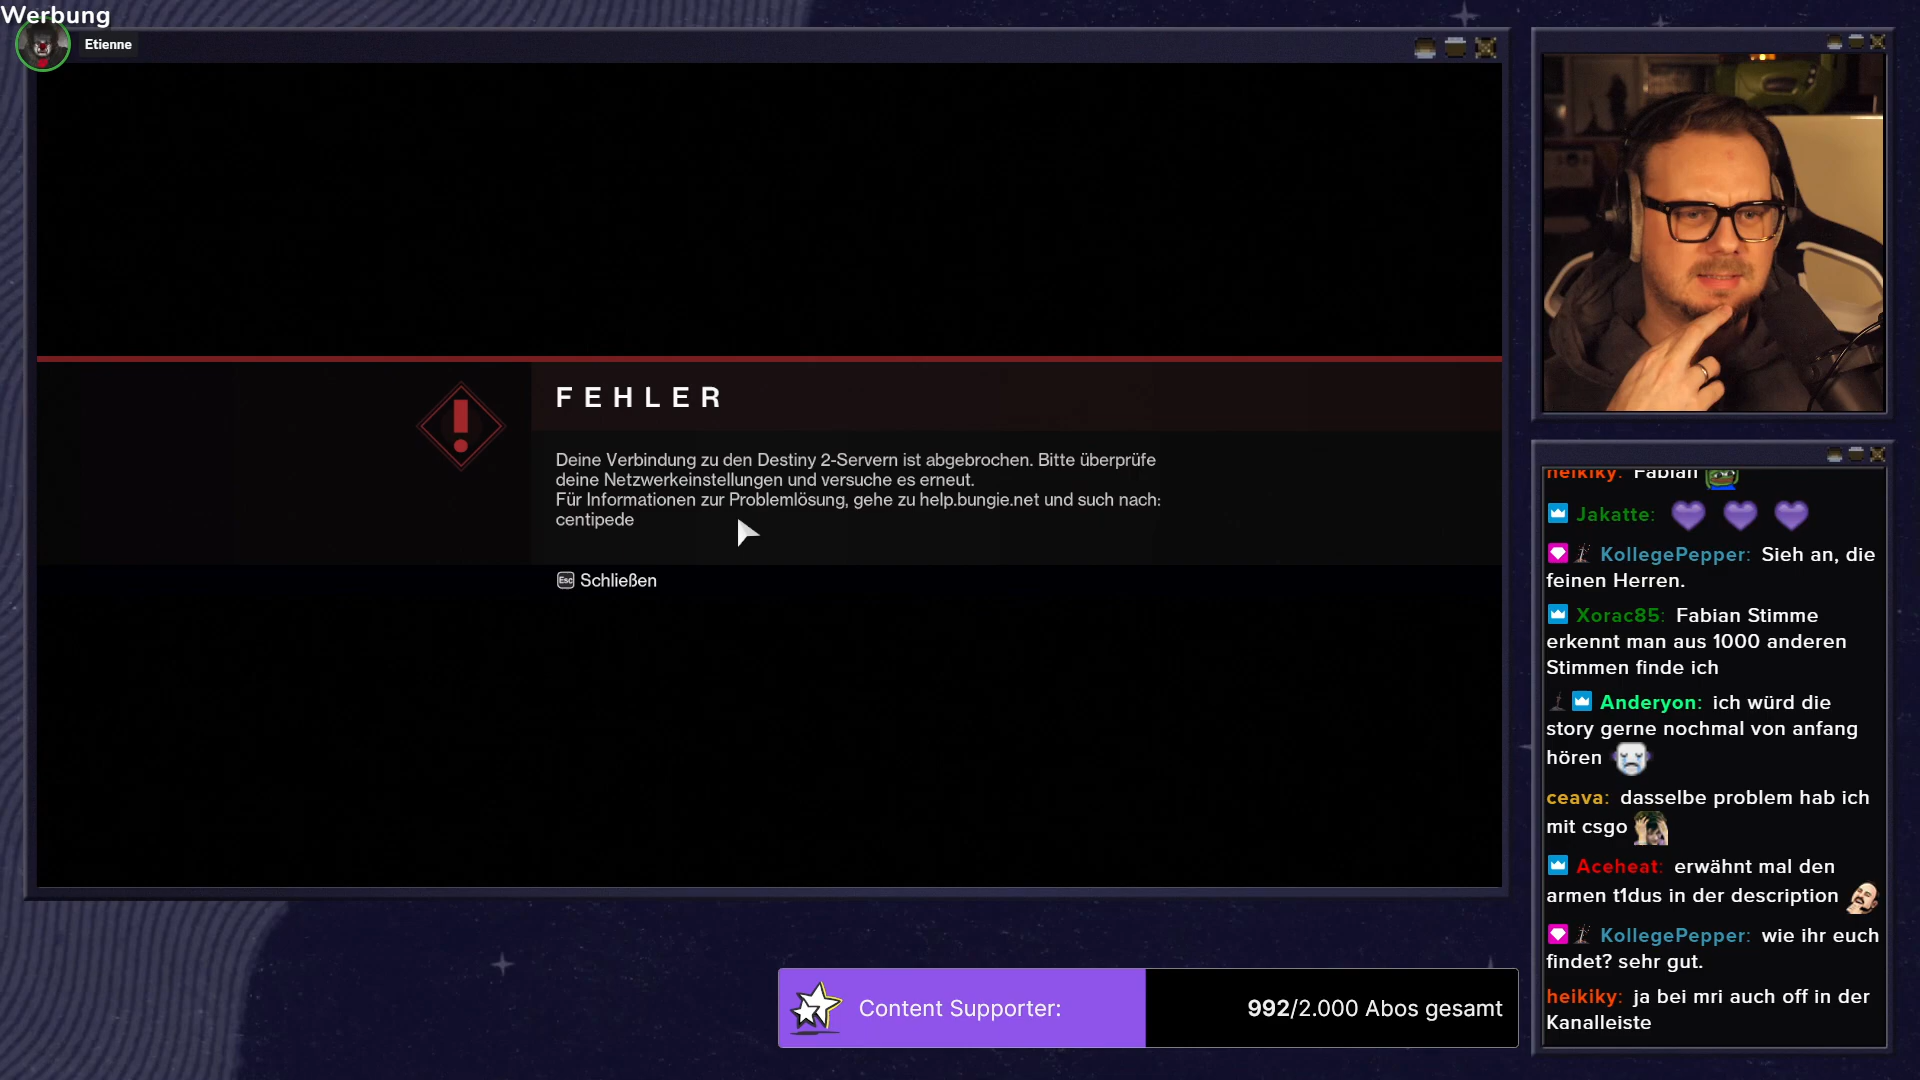 Werbung
Etienne
FEHLER
Deine Verbindung zu den Destiny 2-Servern ist abgebrochen. Bitte überprüfe
deine Netzwerkeinstellungen und versuche es erneut.
Für Informationen zur Problemlösung, gehe zu help.bungie.net und such nach:
centipede
Esc Schließen
heikiky: Fabian
Jakatte:
KollegePepper: Sieh an, die
feinen Herren.
Xorac85: Fabian Stimme
erkennt man aus 1000 anderen
Stimmen finde ich
Anderyon: ich würd die
story gerne nochmal von anfang
hören
ceava: dasselbe problem hab ich
mit csgo
Aceheat: erwähnt mal den
armen t1dus in der description
KollegePepper: wie ihr euch
findet? sehr gut.
heikiky: ja bei mri auch off in der
Kanalleiste
Content Supporter:
992/2.000 Abos gesamt